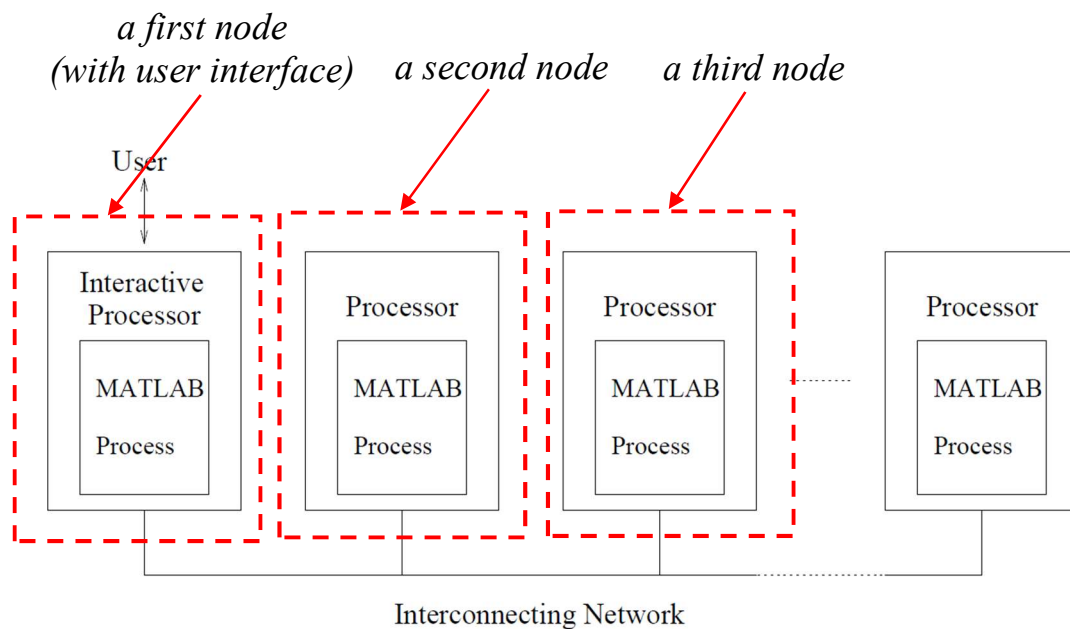 a first node
(with user interface)
a second node
a third node
User
Interactive
Processor
MATLAB
Process
Processor
MATLAB
Process
Processor
MATLAB
Process
Processor
MATLAB
Process
Interconnecting Network